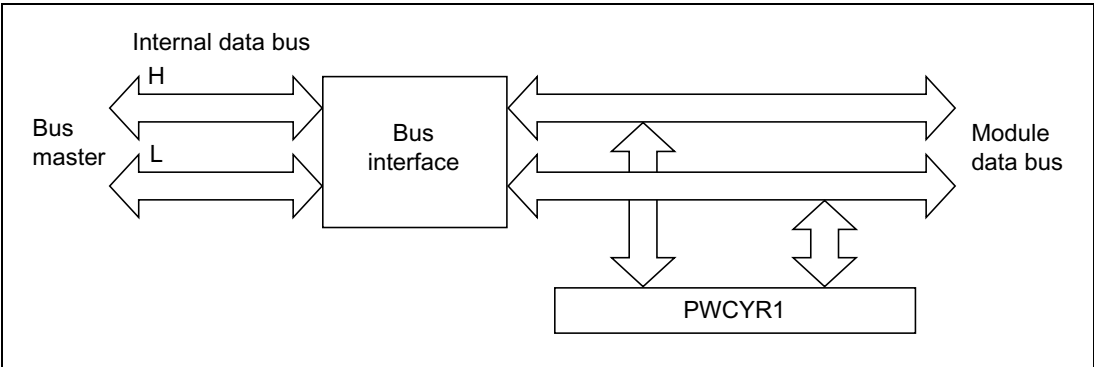 Internal data bus
H
Bus
master
L
Bus
interface
Module
data bus
PWCYR1